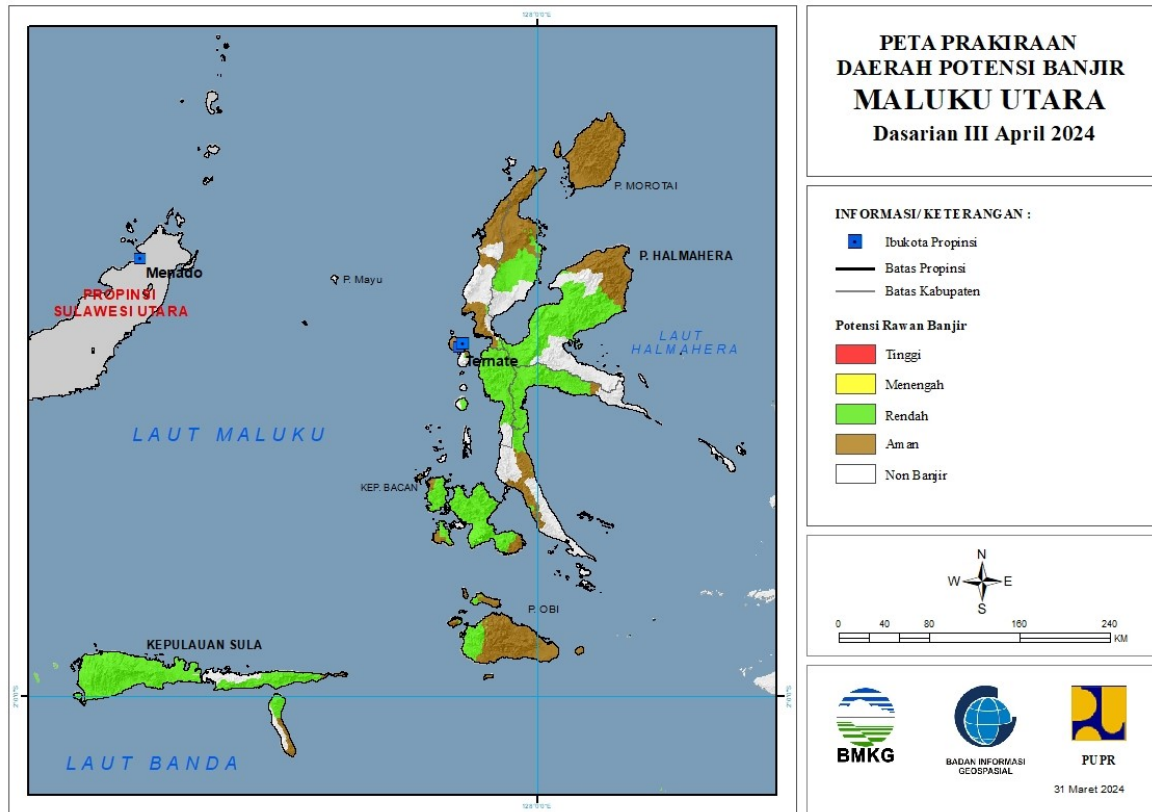 PETA PRAKIRAAN
DAERAH POTENSI BANJIR
MALUKU UTARA
Dasarian III April 2024
INFORMASI/ KETERANGAN :
Ibukota Propinsi
Batas Propinsi
Batas Kabupaten
Potensi Rawan Banjir
Tinggi
Menengah
Rendah
Aman
Non Banjir
N
W E
S
0 40 80 160 240
KM
BMKG
BADAN INFORMASI
GEOSPASIAL
PUPR
31 Maret 2024
P. MOROTAI
P. HALMAHERA
Menado
P. Mayu
PROPINSI
SULAWESI UTARA
LAUT
HALMAHERA
Ternate
LAUT MALUKU
KEP. BACAN
P. OBI
KEPULAUAN SULA
LAUT BANDA